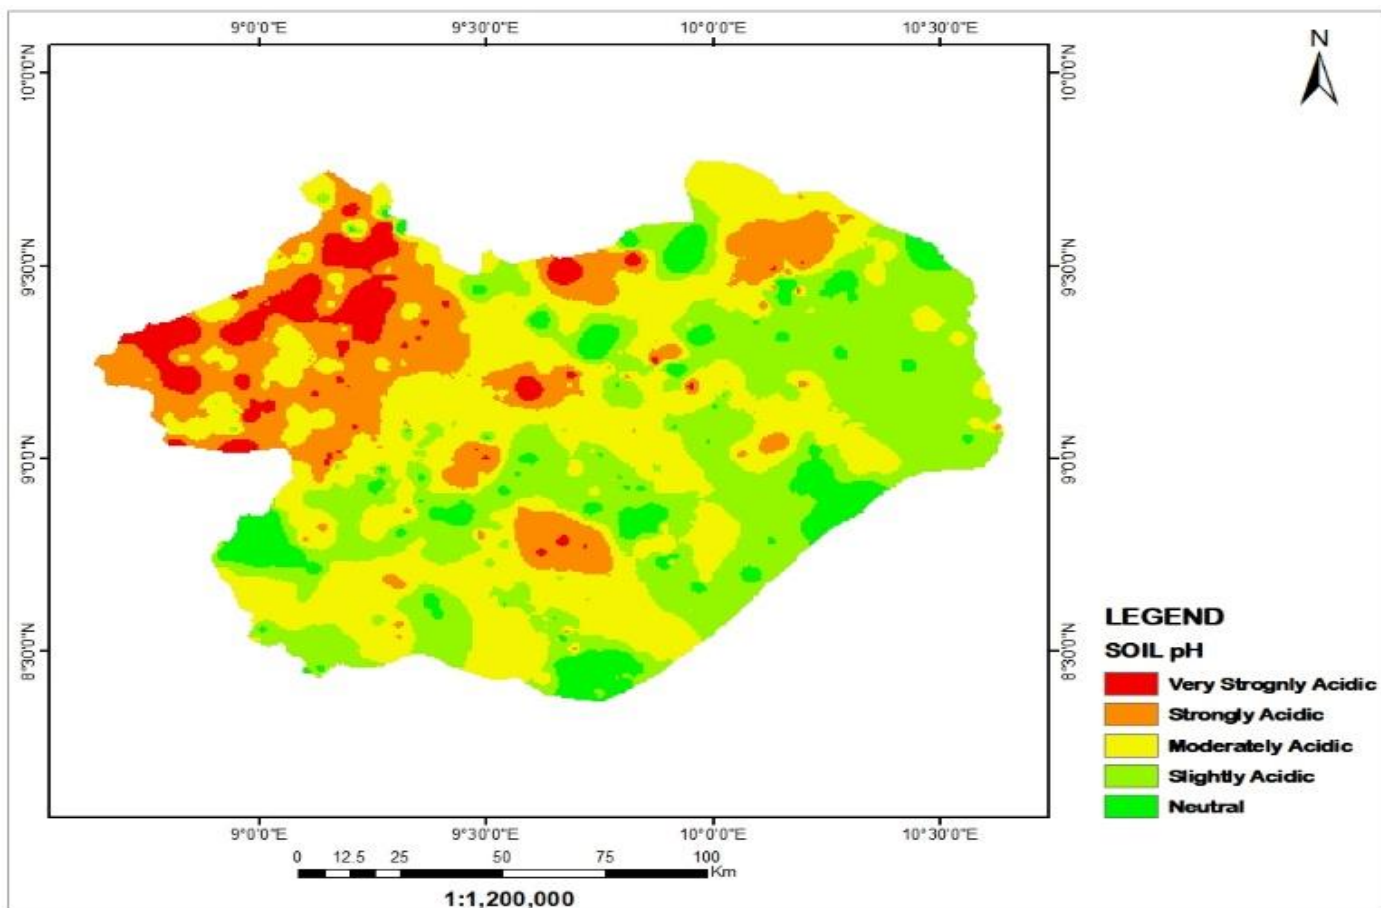 9°0'0"E 9°30'0"E 10°0'0"E 10°30'0"E
N
10°0'0"N 10°0'0"N
9°30'0"N 9°30'0"N
9°0'0"N 9°0'0"N
8°30'0"N 8°30'0"N
LEGEND
SOIL pH
Very Strognly Acidic
Strongly Acidic
Moderately Acidic
Slightly Acidic
Neutral
9°0'0"E 9°30'0"E 10°0'0"E 10°30'0"E
0 12.5 25 50 75 100
Km
1:1,200,000